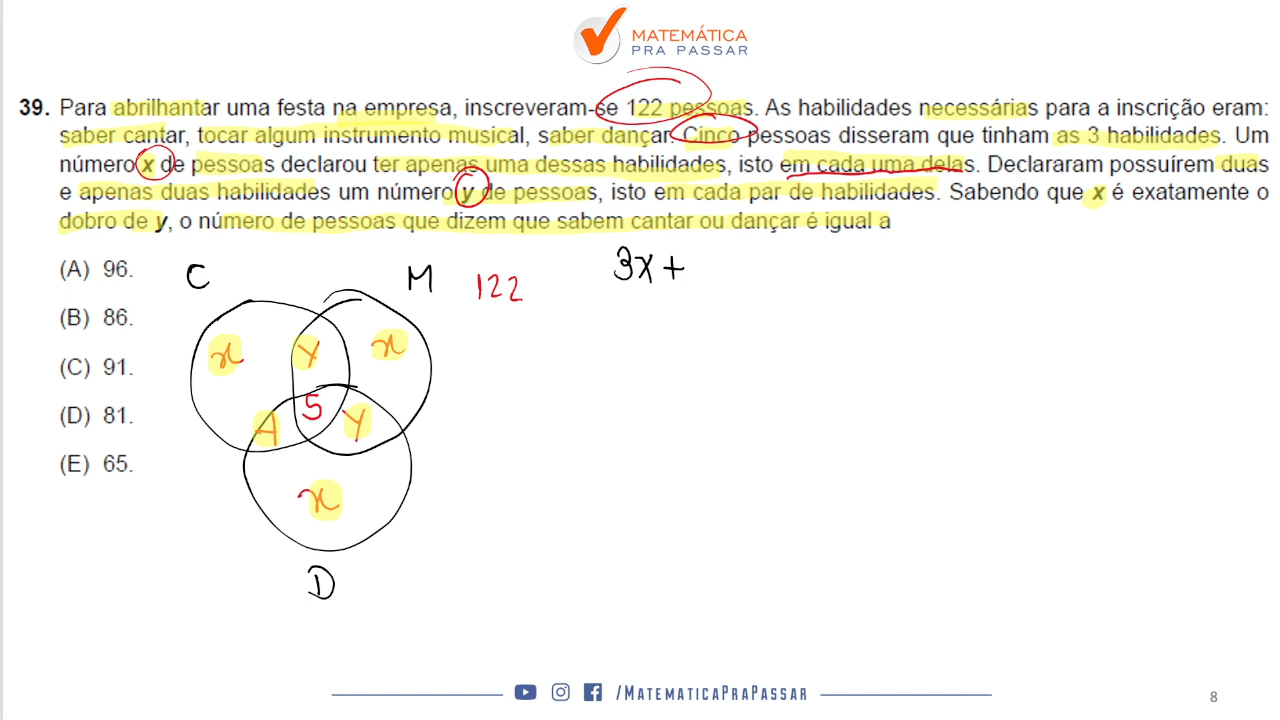 MATEMÁTICA
PRA PASSAR
39. Para abrilhantar uma festa na empresa, inscreveram-se 122 pessoas. As habilidades necessárias para a inscrição eram:
saber cantar, tocar algum instrumento musical, saber dançar. Cinco pessoas disseram que tinham as 3 habilidades. Um
número x de pessoas declarou ter apenas uma dessas habilidades, isto em cada uma delas. Declararam possuírem duas
e apenas duas habilidades um número y de pessoas, isto em cada par de habilidades. Sabendo que x é exatamente o
dobro de y, o número de pessoas que dizem que sabem cantar ou dançar é igual a
(A) 96.
(B) 86.
(C) 91.
(D) 81.
(E) 65.
C
M
122
3x +
x
y
x
5
y
x
D
/MATEMATICAPRAPASSAR
8